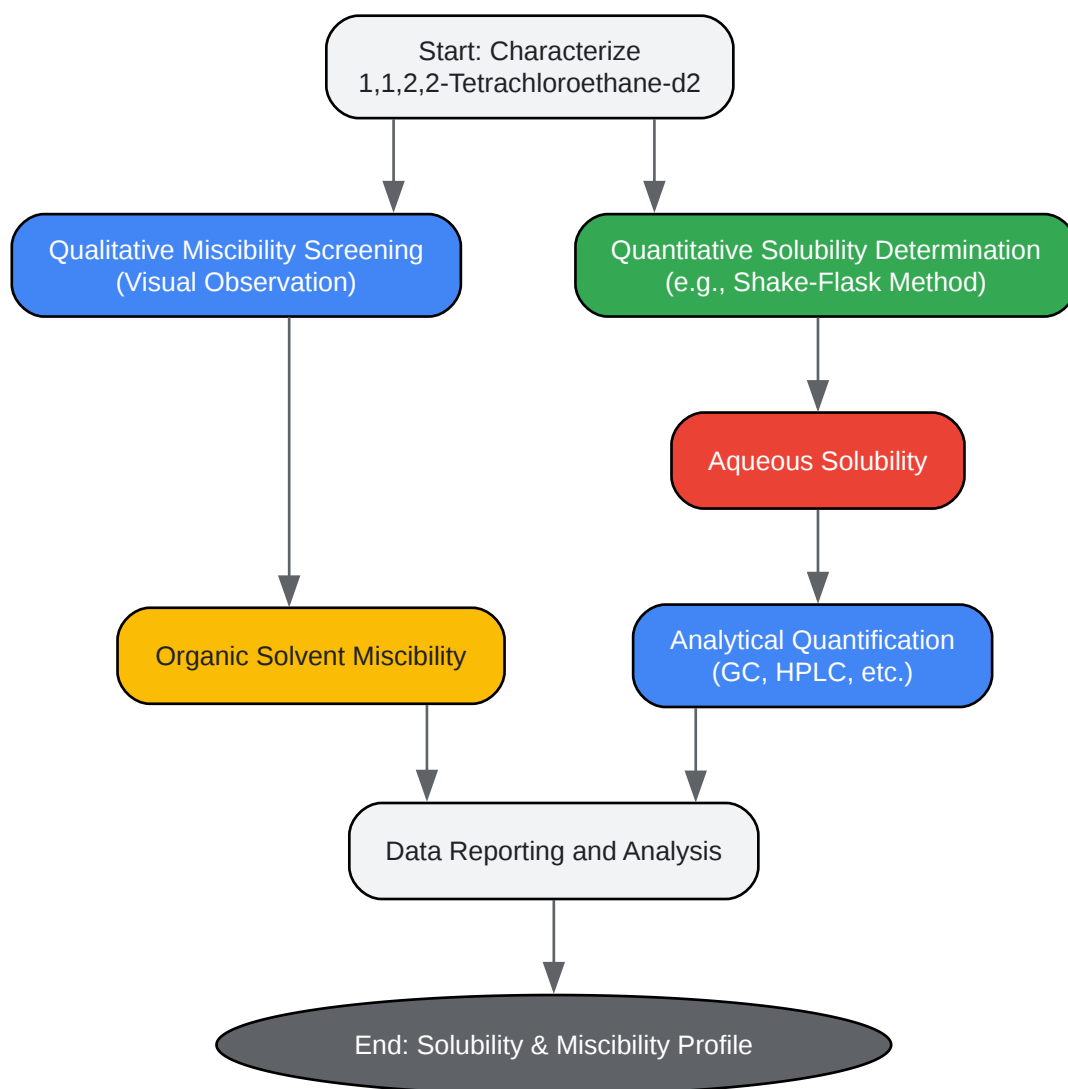 Start: Characterize
1,1,2,2-Tetrachloroethane-d2
Qualitative Miscibility Screening
(Visual Observation)
Quantitative Solubility Determination
(e.g., Shake-Flask Method)
Aqueous Solubility
Organic Solvent Miscibility
Analytical Quantification
(GC, HPLC, etc.)
Data Reporting and Analysis
End: Solubility & Miscibility Profile